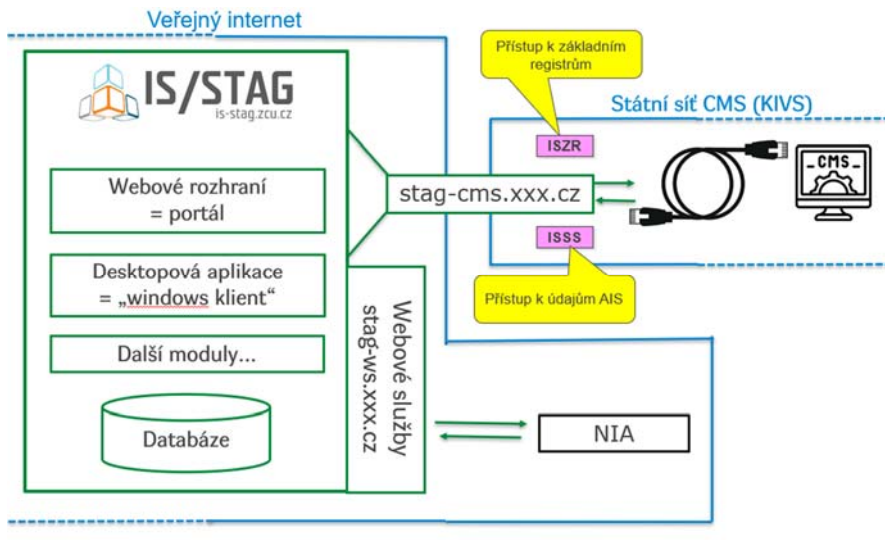 Veřejný internet
IS/STAG
is-stag.zcu.cz
Webové rozhraní
= portál
Desktopová aplikace
= „windows klient“
Další moduly...
Databáze
Webové služby
stag-ws.xxx.cz
stag-cms.xxx.cz
Přístup k základním
registrům
ISZR
ISSS
Přístup k údajům AIS
Státní síť CMS (KIVS)
CMS
NIA